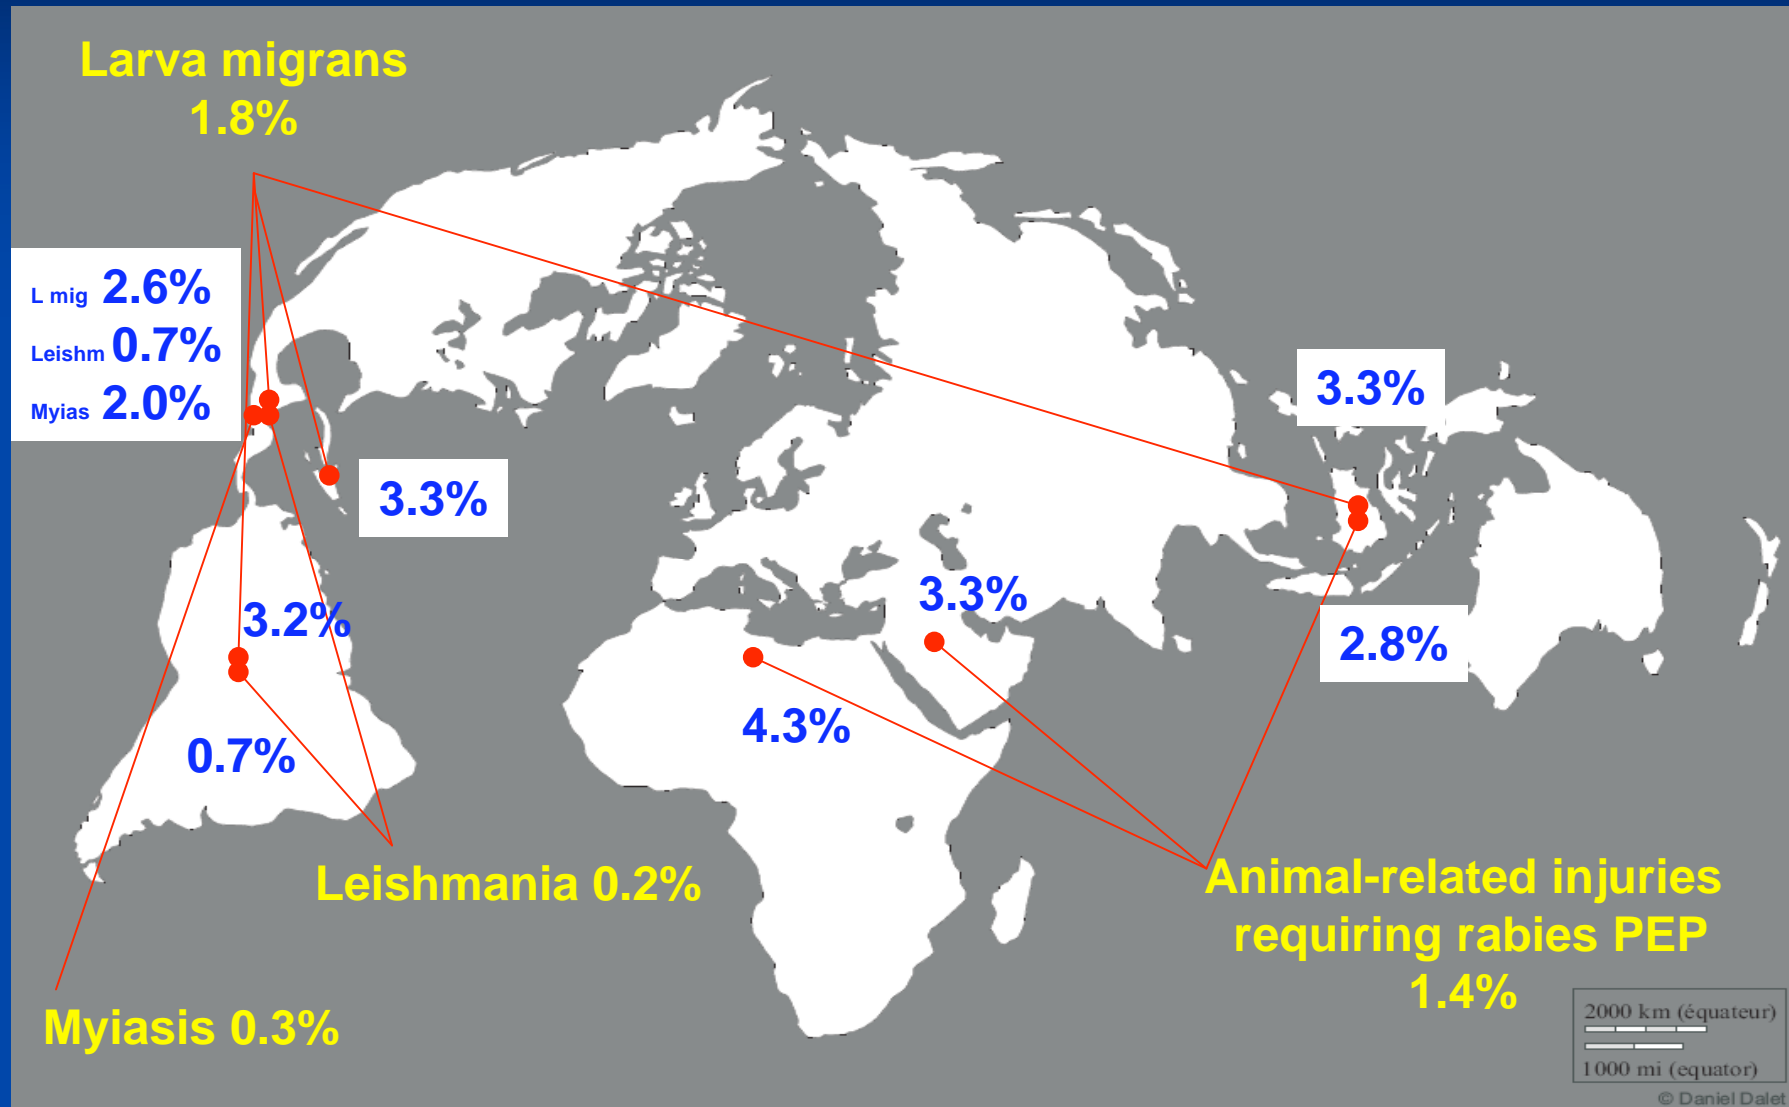 Larva migrans
1.8%
L mig 2.6%
Leishm 0.7%
Myias 2.0%
3.3%
3.3%
3.2%
0.7%
4.3%
3.3%
2.8%
Leishmania 0.2%
Myiasis 0.3%
Animal-related injuries
requiring rabies PEP
1.4%
2000 km (équateur)
1000 mi (equator)
© Daniel Dalet